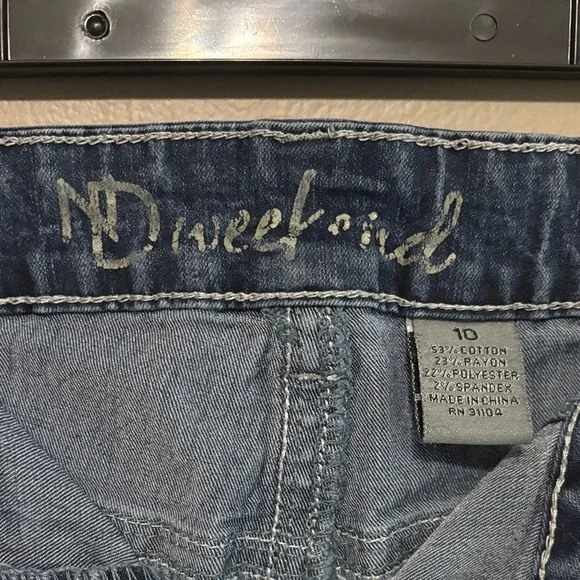 ND weekend
10
53% COTTON
23% RAYON
22% POLYESTER
2% SPANDEX
MADE IN CHINA
RN 31104